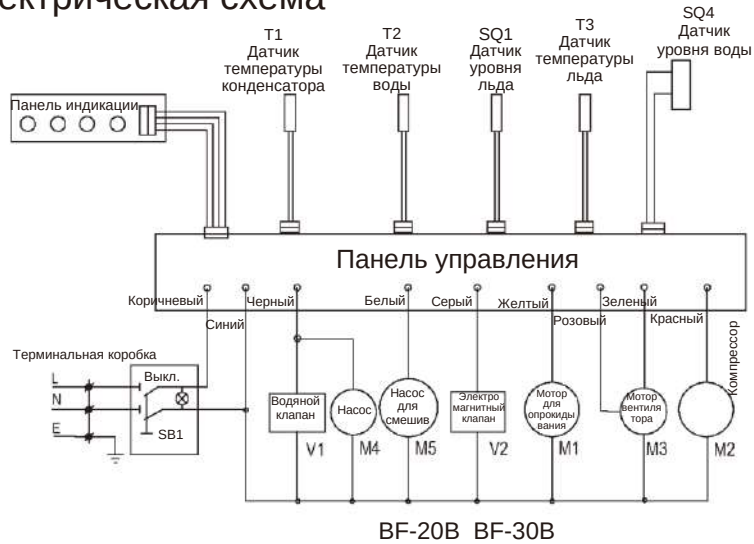 ектрическая схема
T1
Датчик
температуры
конденсатора
T2
Датчик
температуры
воды
SQ1
Датчик
уровня
льда
T3
Датчик
температуры
льда
SQ4
Датчик
уровня воды
Панель индикации
Панель управления
Коричневый
Синий
Черный
Белый
Серый
Желтый
Розовый
Зеленый
Красный
Компрессор
Терминальная коробка
L
N
E
Выкл.
SB1
Водяной
клапан
V1
Насос
M4
Насос
для
смешив
M5
Электро
магнитный
клапан
V2
Мотор
для
опрокиды
вания
M1
Мотор
вентиля
тора
M3
M2
BF-20B BF-30B